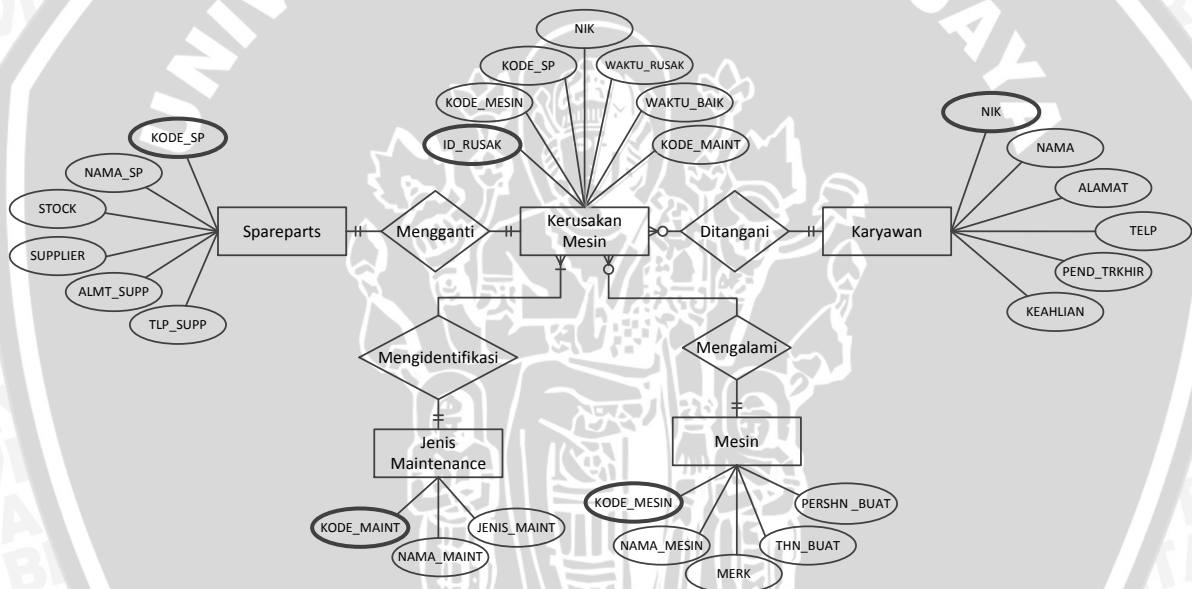 UNIV
JAYA
NIK
KODE_SP
WAKTU_RUSAK
KODE_MESIN
WAKTU_BAIK
ID_RUSAK
KODE_MAINT
KODE_SP
NAMA_SP
STOCK
SUPPLIER
ALMT_SUPP
TLP_SUPP
NIK
NAMA
ALAMAT
TELP
PEND_TRKHIR
KEAHLIAN
Spareparts
Mengganti
Kerusakan
Mesin
Ditangani
Karyawan
Mengidentifikasi
Mengalami
Jenis
Maintenance
Mesin
KODE_MAINT
NAMA_MAINT
JENIS_MAINT
KODE_MESIN
NAMA_MESIN
MERK
THN_BUAT
PERSHN _BUAT